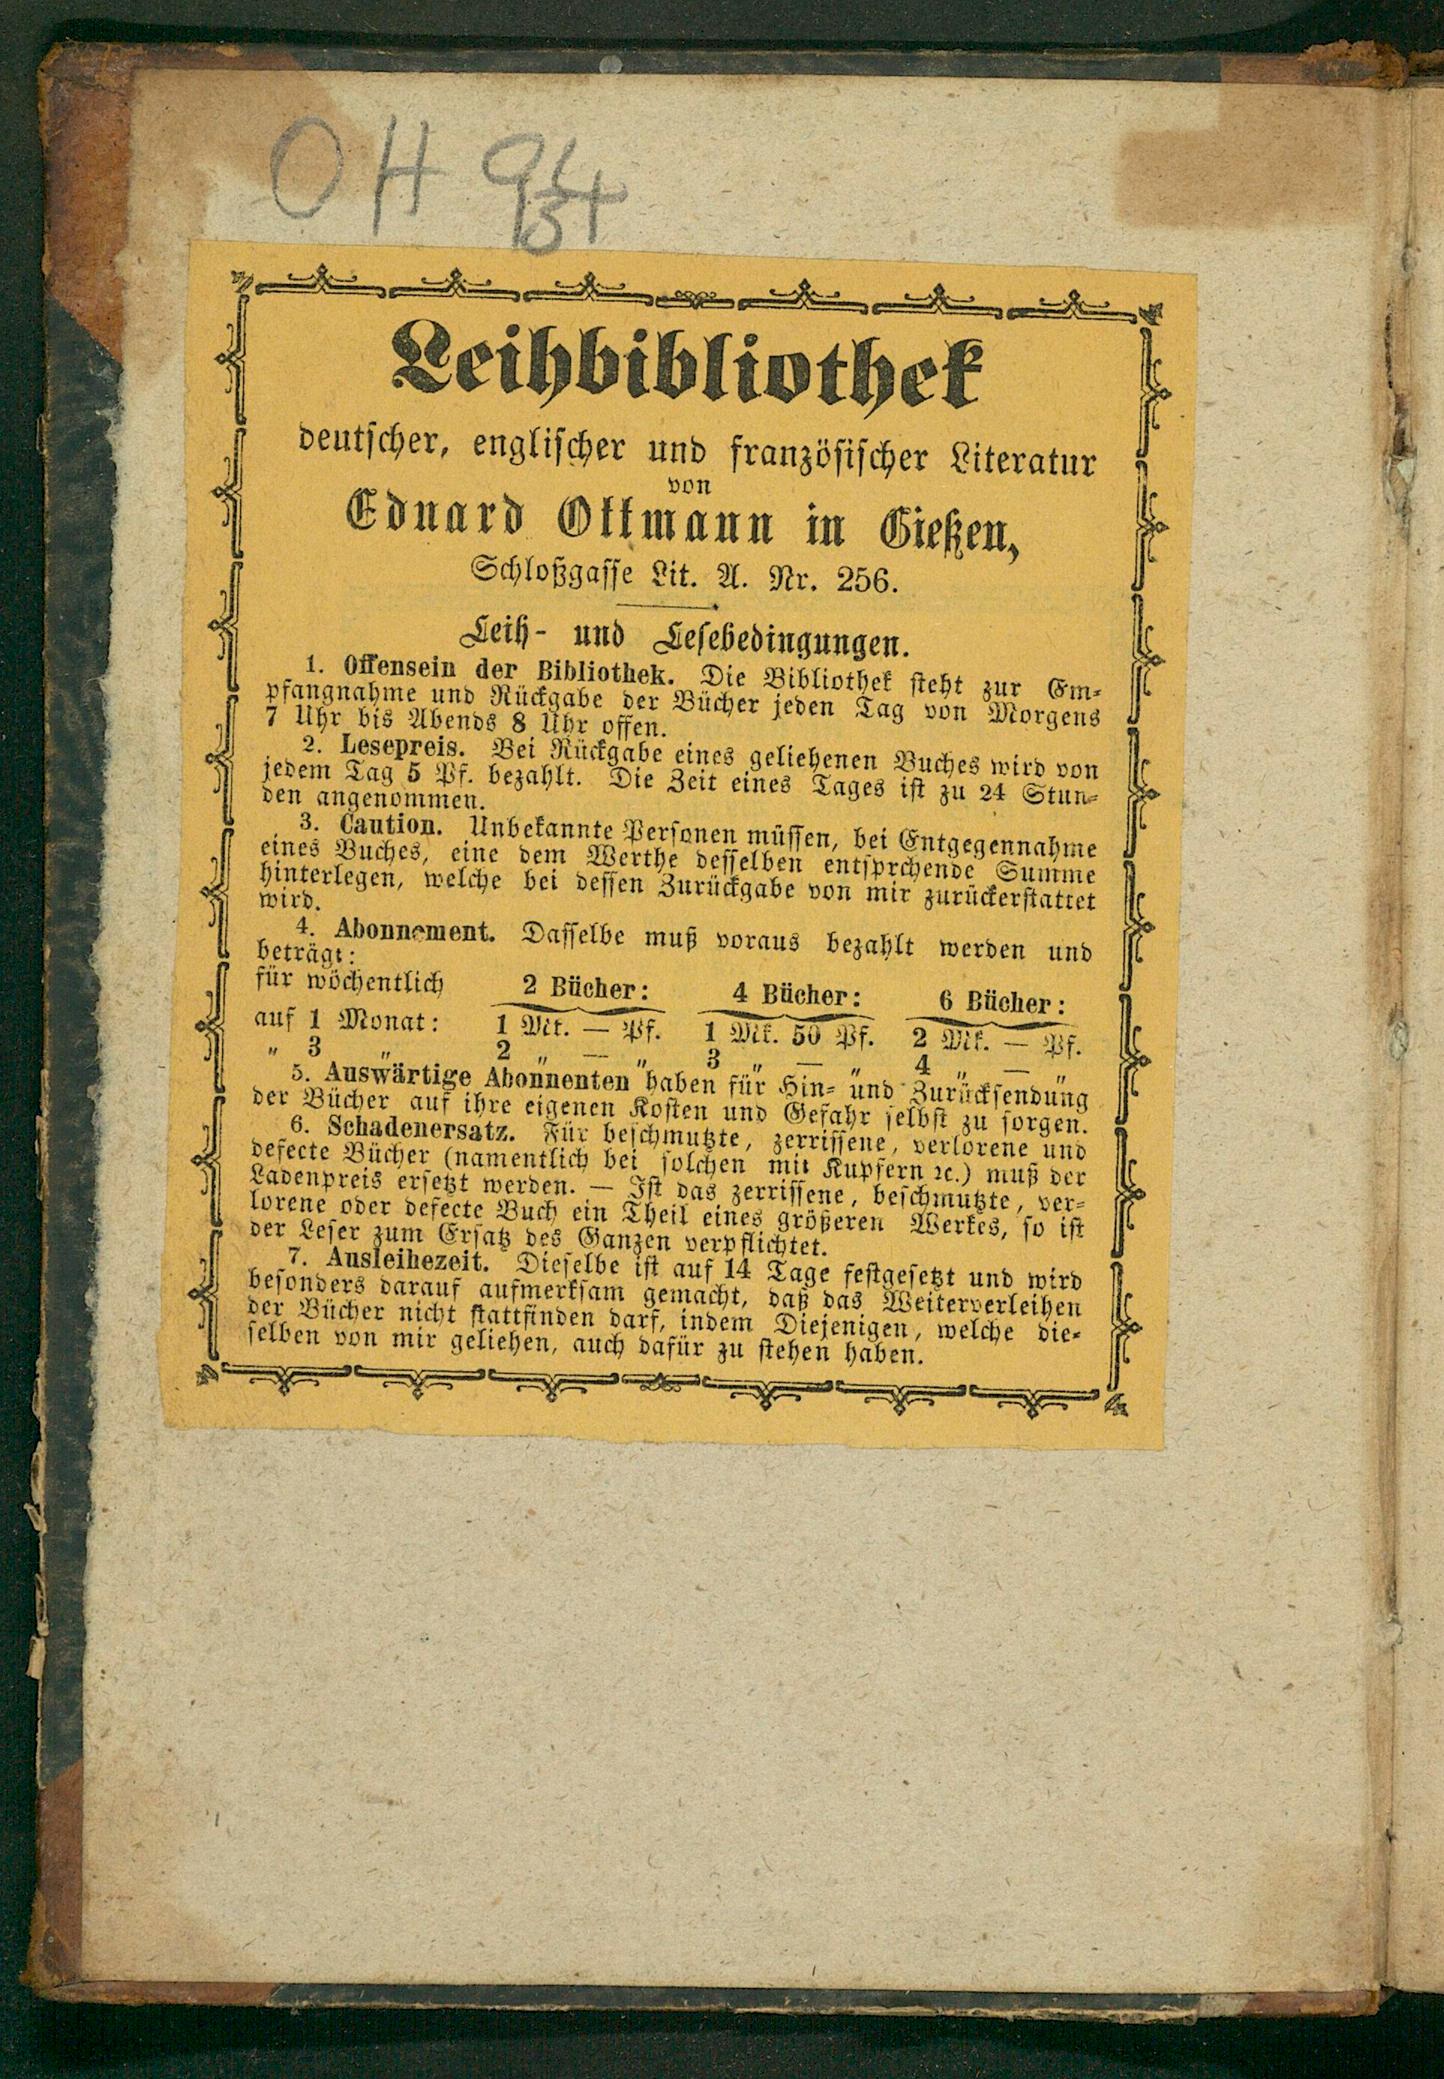 OH
Leihbibliothek
deutscher, englischer und französischer Literatur
von
Eduard Ottmann in Gießen,
Schloßgasse Lit. A. Nr. 256.
Leih- und Lesebedingungen.
1. Offensein der Bibliothek. Die Bibliothek steht zur Em-
pfangnahme und Rückgabe der Bücher jeden Tag von Morgens
7 Uhr bis Abends 8 Uhr offen.
2. Lesepreis. Bei Rückgabe eines geliehenen Buches wird von
jedem Tag 5 Pf. bezahlt. Die Zeit eines Tages ist zu 24 Stun-
den angenommen.
3. Caution. Unbekannte Personen müssen, bei Entgegennahme
eines Buches, eine dem Werthe desselben entsprchende Summe
hinterlegen, welche bei dessen Zurückgabe von mir zurückerstattet
wird.
4. Abonnement. Dasselbe muß voraus bezahlt werden und
beträgt:
für wöchentlich 2 Bücher: 4 Bücher: 6 Bücher:
auf 1 Monat: 1 Mk. — Pf. 1 Mk. 50 Pf. 2 Mk. — Pf.
„ 3 „ 2 „ — „ 3 „ — „ 4 „ — „
5. Auswärtige Abonnenten haben für Hin- und Zurücksendung
der Bücher auf ihre eigenen Kosten und Gefahr selbst zu sorgen.
6. Schadenersatz. Für beschmutzte, zerrissene, verlorene und
defecte Bücher (namentlich bei solchen mit Kupfern ꝛc.) muß der
Ladenpreis ersetzt werden. — Ist das zerrissene, beschmutzte, ver-
lorene oder defecte Buch ein Theil eines größeren Werkes, so ist
der Leser zum Ersatz des Ganzen verpflichtet.
7. Ausleihezeit. Dieselbe ist auf 14 Tage festgesetzt und wird
besonders darauf aufmerksam gemacht, daß das Weiterverleihen
der Bücher nicht stattfinden darf, indem Diejenigen, welche die-
selben von mir geliehen, auch dafür zu stehen haben.